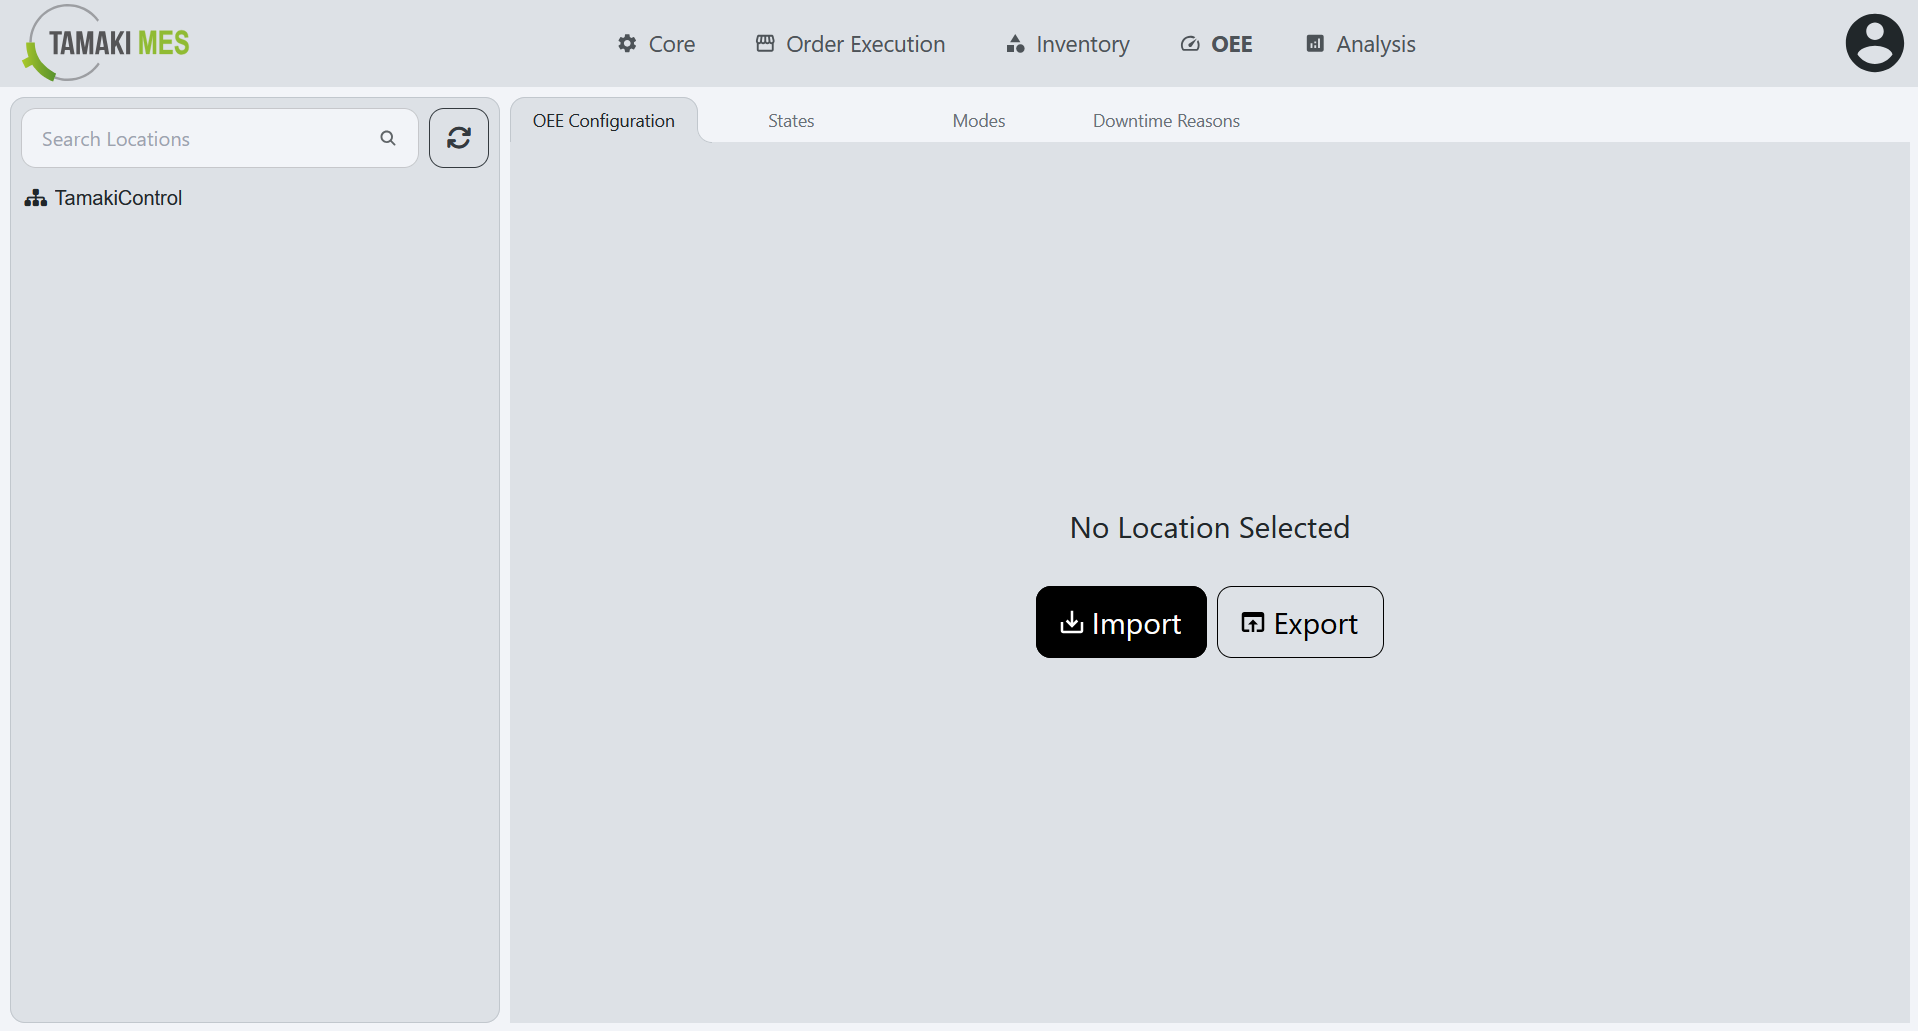 TAMAKI MES
Core
Order Execution
Inventory
OEE
Analysis
Search Locations
TamakiControl
OEE Configuration
States
Modes
Downtime Reasons
No Location Selected
Import
Export